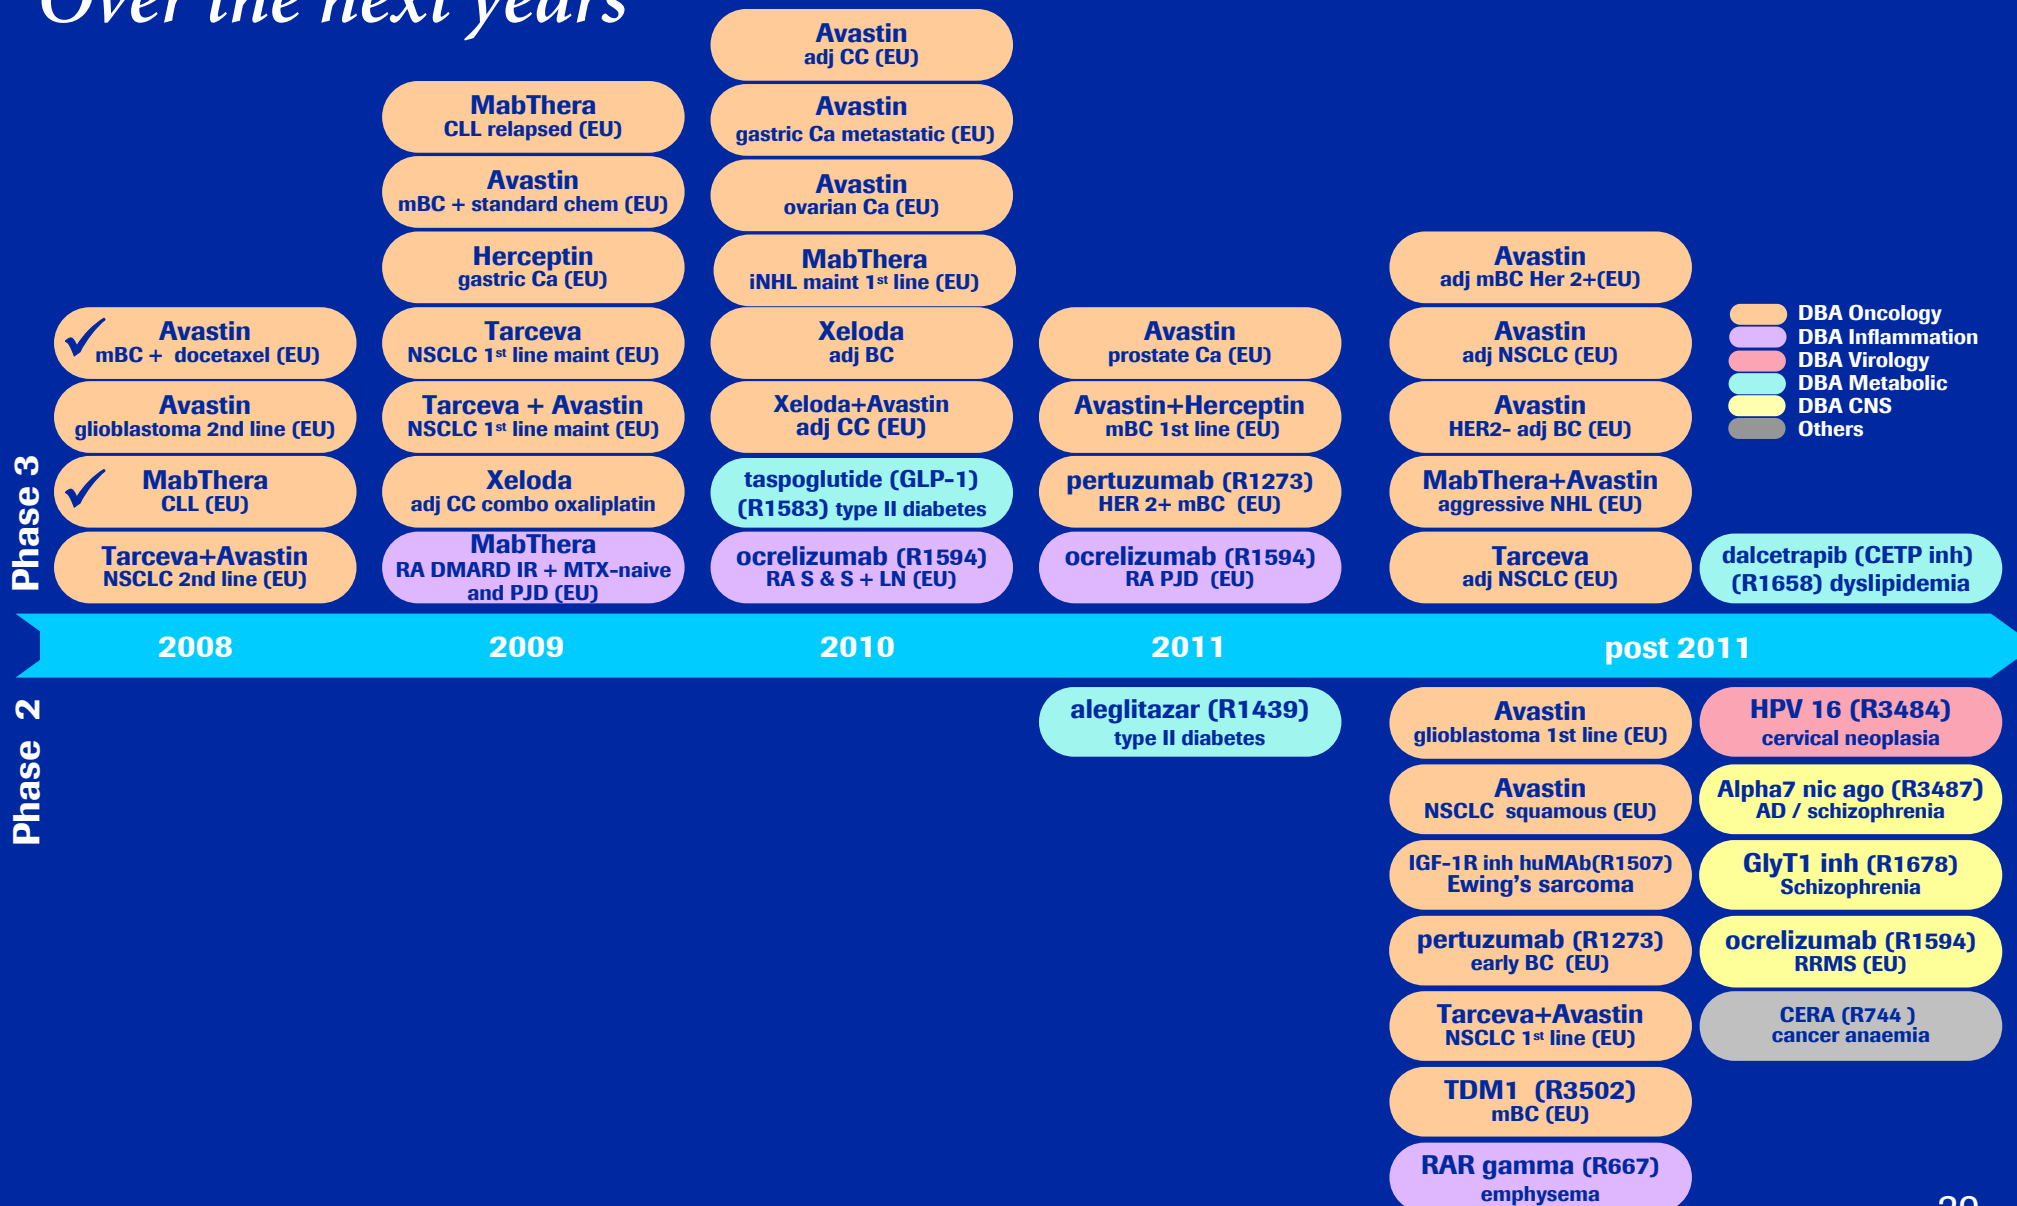 Over the next years
Avastin
adj CC (EU)
MabThera
CLL relapsed (EU)
Avastin
gastric Ca metastatic (EU)
Avastin
mBC + standard chem (EU)
Avastin
ovarian Ca (EU)
Herceptin
gastric Ca (EU)
MabThera
iNHL maint 1st line (EU)
Avastin
adj mBC Her 2+(EU)
Avastin
mBC + docetaxel (EU)
Tarceva
NSCLC 1st line maint (EU)
Xeloda
adj BC
Avastin
prostate Ca (EU)
Avastin
adj NSCLC (EU)
DBA Oncology
DBA Inflammation
DBA Virology
DBA Metabolic
DBA CNS
Others
Avastin
glioblastoma 2nd line (EU)
Tarceva + Avastin
NSCLC 1st line maint (EU)
Xeloda+Avastin
adj CC (EU)
Avastin+Herceptin
mBC 1st line (EU)
Avastin
HER2- adj BC (EU)
Phase 3
MabThera
CLL (EU)
Xeloda
adj CC combo oxaliplatin
taspoglutide (GLP-1)
(R1583) type II diabetes
pertuzumab (R1273)
HER 2+ mBC (EU)
MabThera+Avastin
aggressive NHL (EU)
Tarceva+Avastin
NSCLC 2nd line (EU)
MabThera
RA DMARD IR + MTX-naive
and PJD (EU)
ocrelizumab (R1594)
RA S & S + LN (EU)
ocrelizumab (R1594)
RA PJD (EU)
Tarceva
adj NSCLC (EU)
dalcetrapib (CETP inh)
(R1658) dyslipidemia
2008
2009
2010
2011
post 2011
Phase 2
aleglitazar (R1439)
type II diabetes
Avastin
glioblastoma 1st line (EU)
HPV 16 (R3484)
cervical neoplasia
Avastin
NSCLC squamous (EU)
Alpha7 nic ago (R3487)
AD / schizophrenia
IGF-1R inh huMAb(R1507)
Ewing's sarcoma
GlyT1 inh (R1678)
Schizophrenia
pertuzumab (R1273)
early BC (EU)
ocrelizumab (R1594)
RRMS (EU)
Tarceva+Avastin
NSCLC 1st line (EU)
CERA (R744 )
cancer anaemia
TDM1 (R3502)
mBC (EU)
RAR gamma (R667)
emphysema